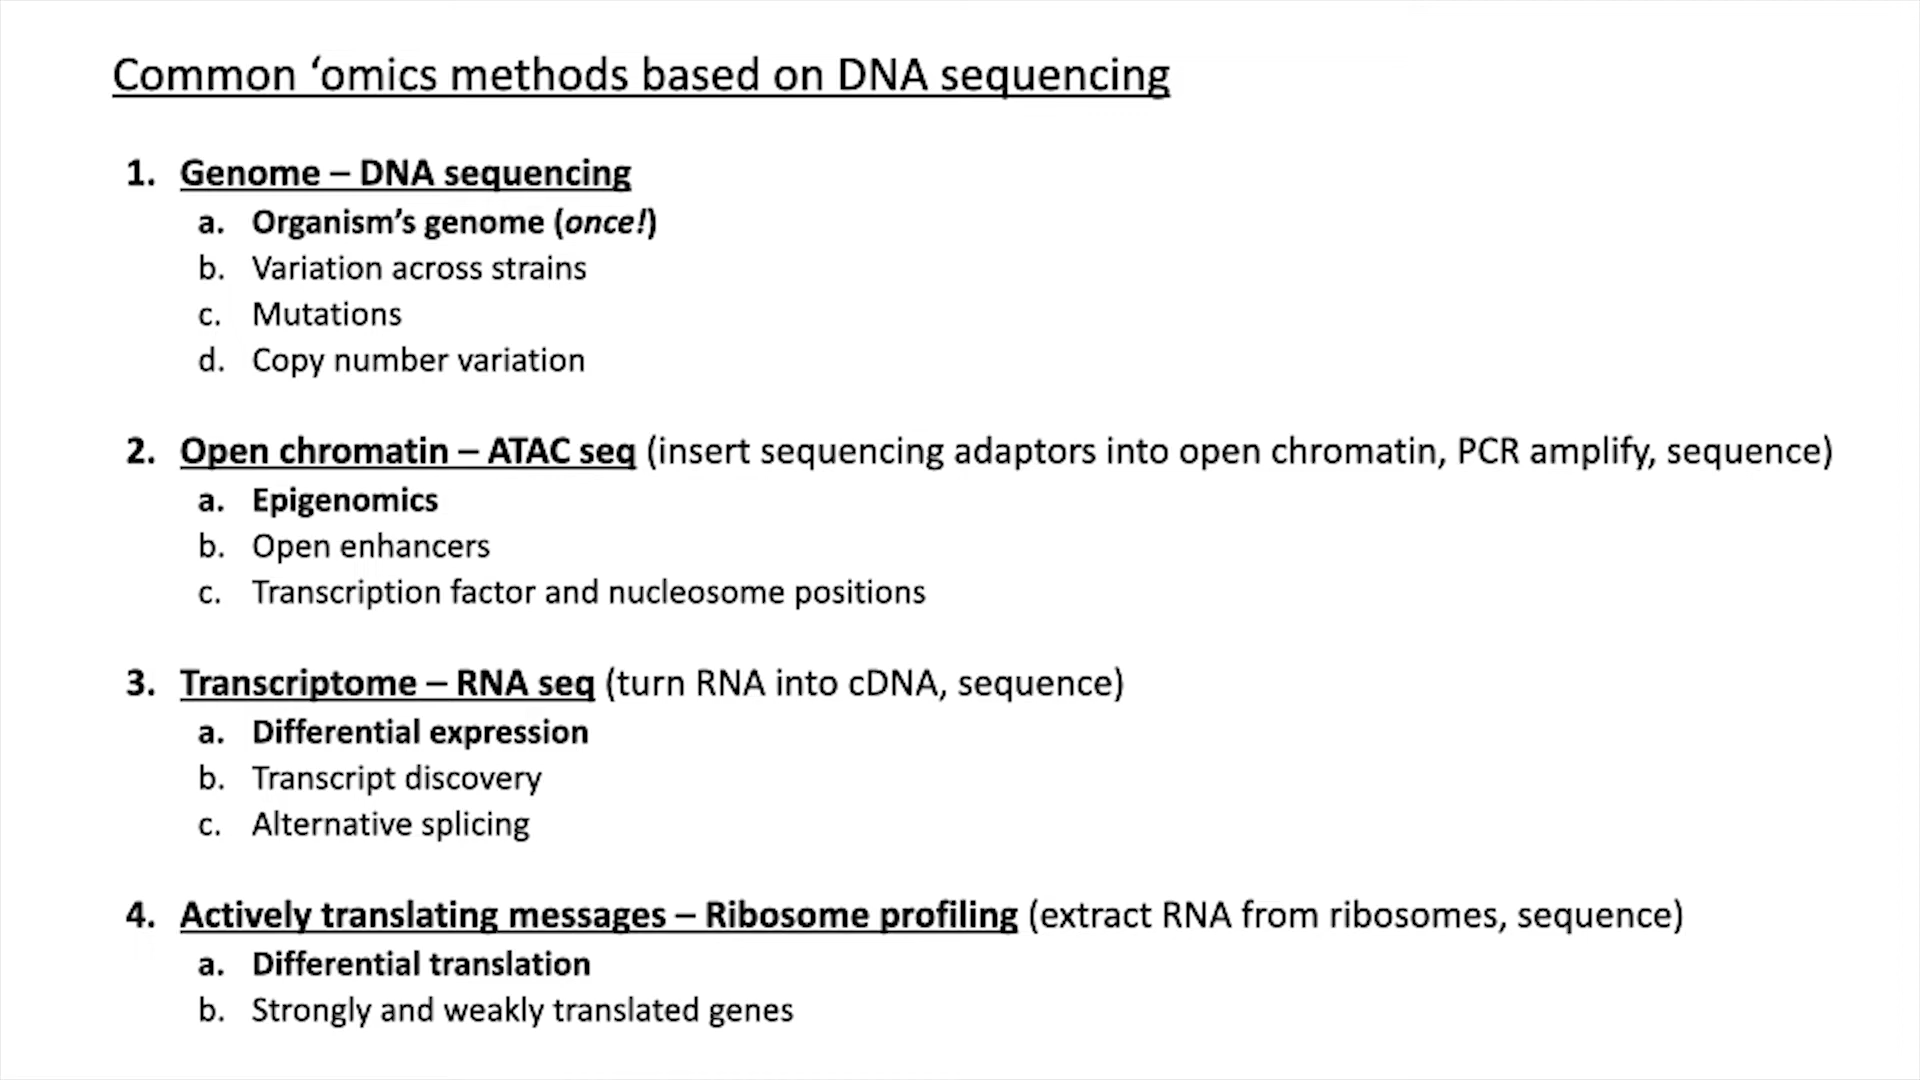 Common ‘omics methods based on DNA sequencing
1. Genome – DNA sequencing
a. Organism’s genome (once!)
b. Variation across strains
c. Mutations
d. Copy number variation
2. Open chromatin – ATAC seq (insert sequencing adaptors into open chromatin, PCR amplify, sequence)
a. Epigenomics
b. Open enhancers
c. Transcription factor and nucleosome positions
3. Transcriptome – RNA seq (turn RNA into cDNA, sequence)
a. Differential expression
b. Transcript discovery
c. Alternative splicing
4. Actively translating messages – Ribosome profiling (extract RNA from ribosomes, sequence)
a. Differential translation
b. Strongly and weakly translated genes